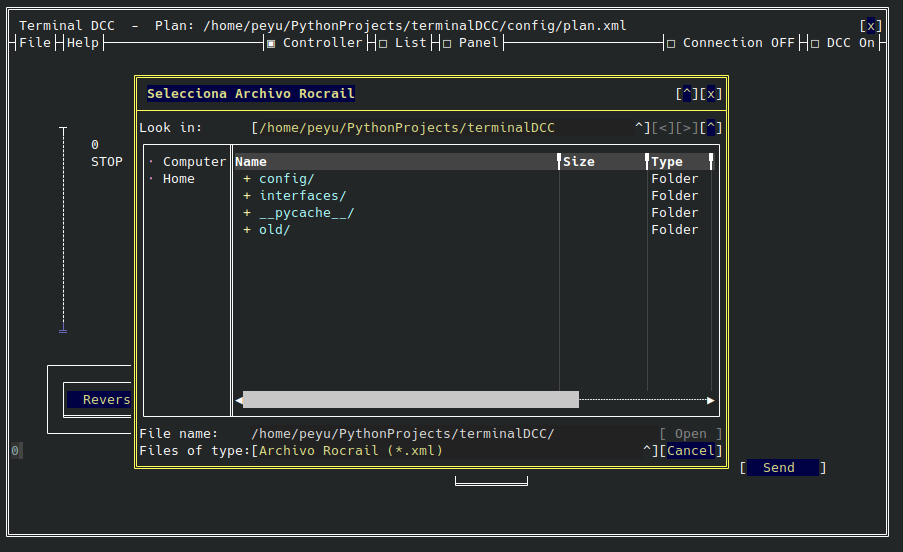 Terminal DCC  -  Plan: /home/peyu/PythonProjects/terminalDCC/config/plan.xml [x]
File Help ▣ Controller □ List □ Panel □ Connection OFF □ DCC On
Selecciona Archivo Rocrail [^][x]
Look in: [/home/peyu/PythonProjects/terminalDCC ^][<][>][^]
0
STOP
· Computer
· Home
Name Size Type
+ config/ Folder
+ interfaces/ Folder
+ __pycache__/ Folder
+ old/ Folder
Revers
File name: /home/peyu/PythonProjects/terminalDCC/ [ Open ]
0
Files of type:[Archivo Rocrail (*.xml) ^][Cancel]
[ Send ]